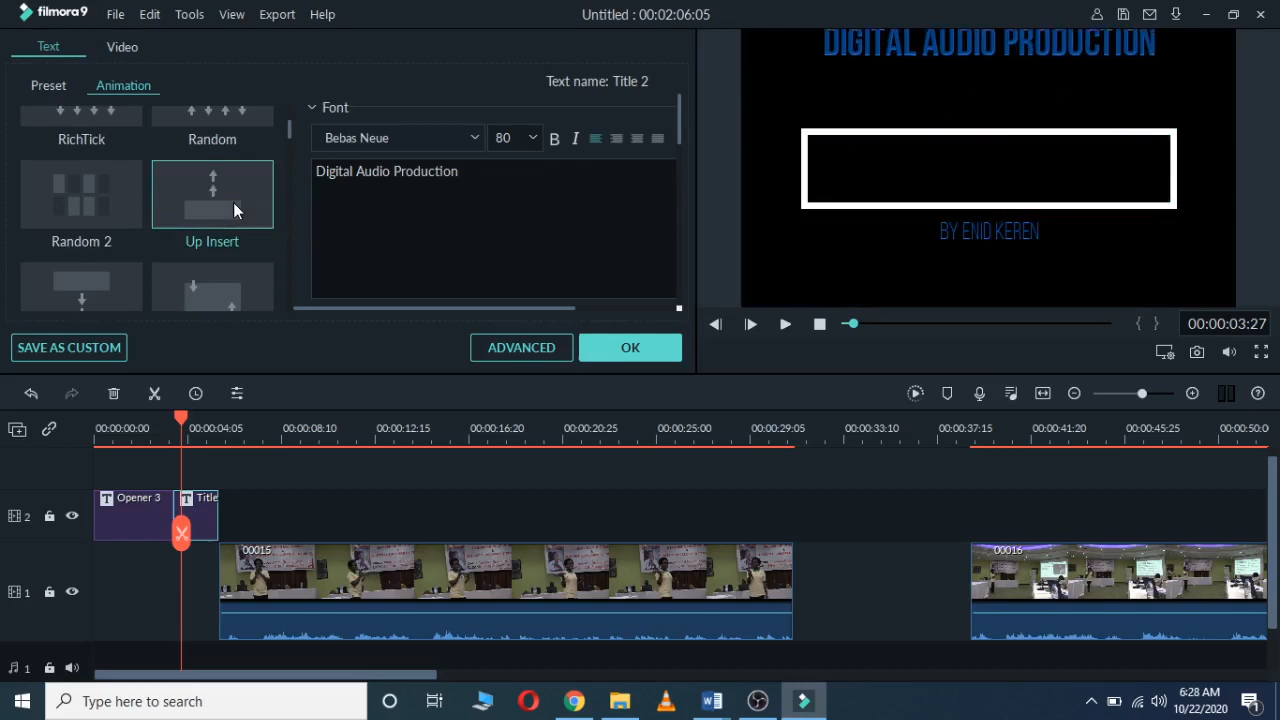 filmora9 File Edit Tools View Export Help Untitled : 00:02:06:05
Text Video
Preset Animation Text name: Title 2
Font
RichTick Random
Bebas Neue 80 B I
Digital Audio Production
Random 2 Up Insert
SAVE AS CUSTOM ADVANCED OK
DIGITAL AUDIO PRODUCTION
BY ENID KEREN
00:00:03:27
00:00:00:00 00:00:04:05 00:00:08:10 00:00:12:15 00:00:16:20 00:00:20:25 00:00:25:00 00:00:29:05 00:00:33:10 00:00:37:15 00:00:41:20 00:00:45:25 00:00:50:0
2 T Opener 3 T Title
1 00015 00016
1
Type here to search
6:28 AM
10/22/2020
1